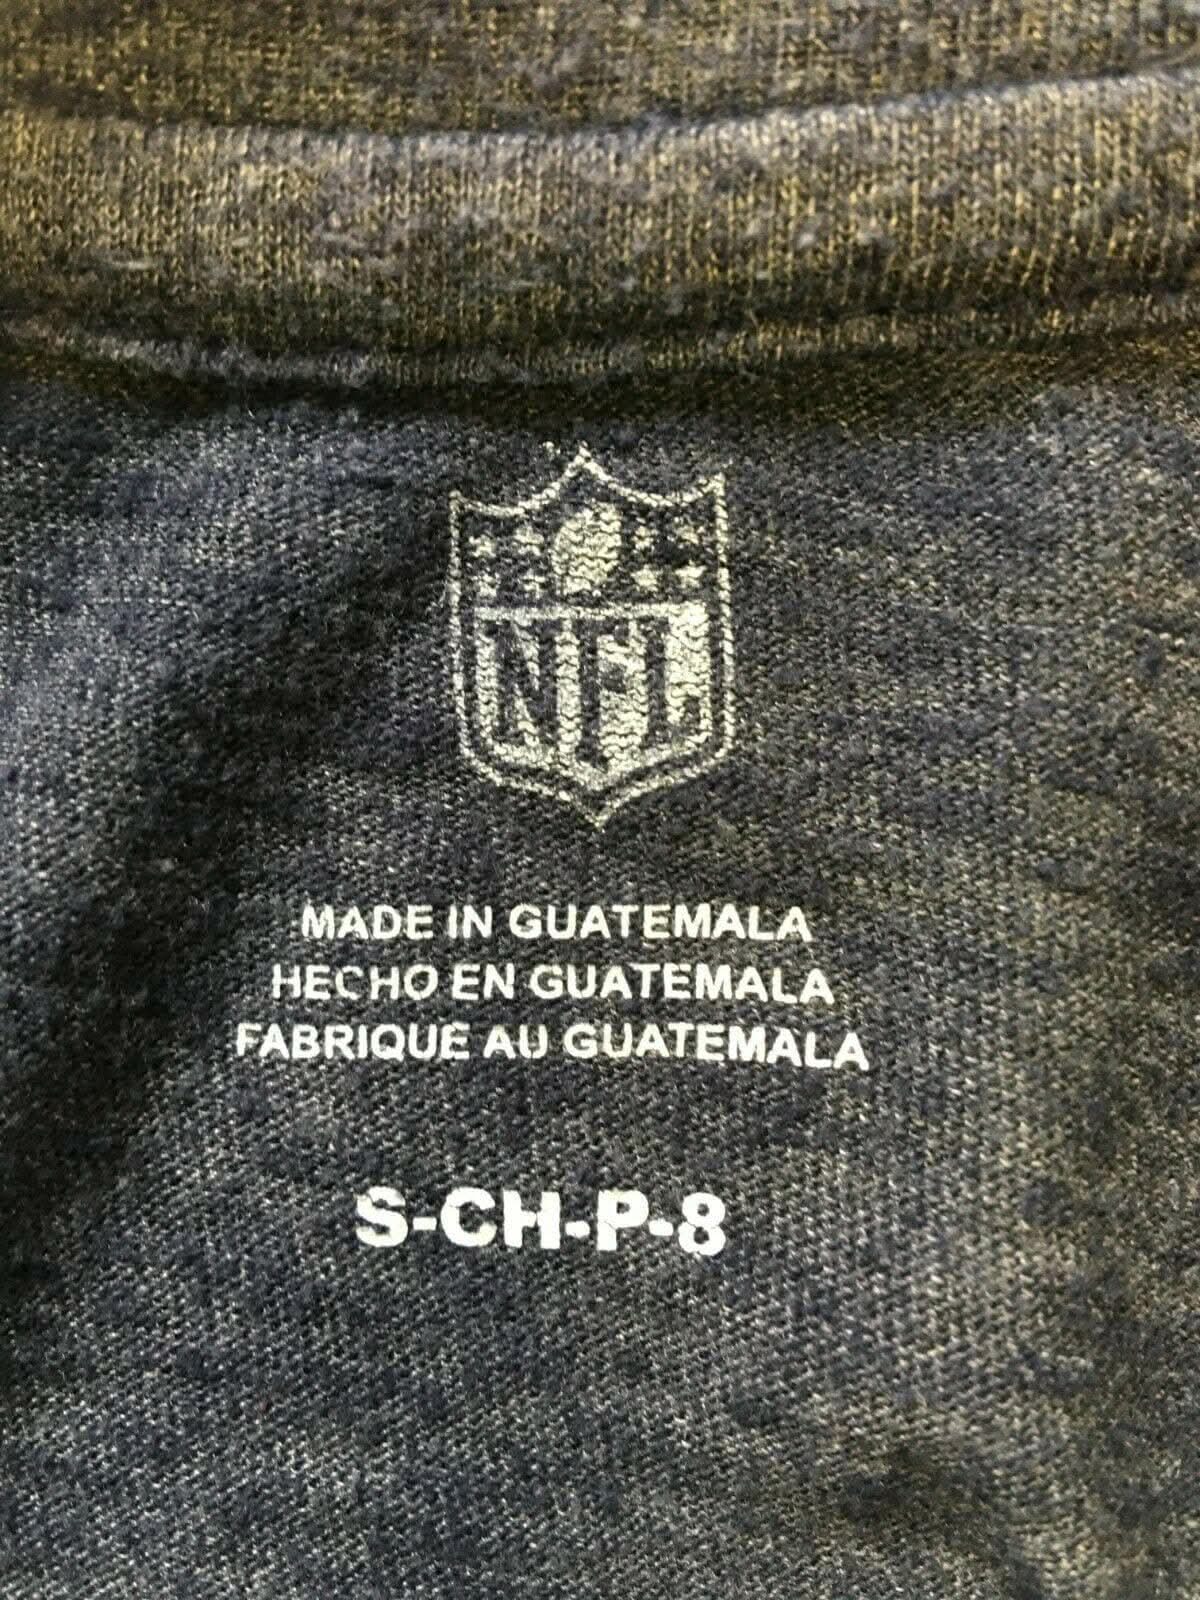 NFL
MADE IN GUATEMALA
HECHO EN GUATEMALA
FABRIQUE AU GUATEMALA
S-CH-P-8